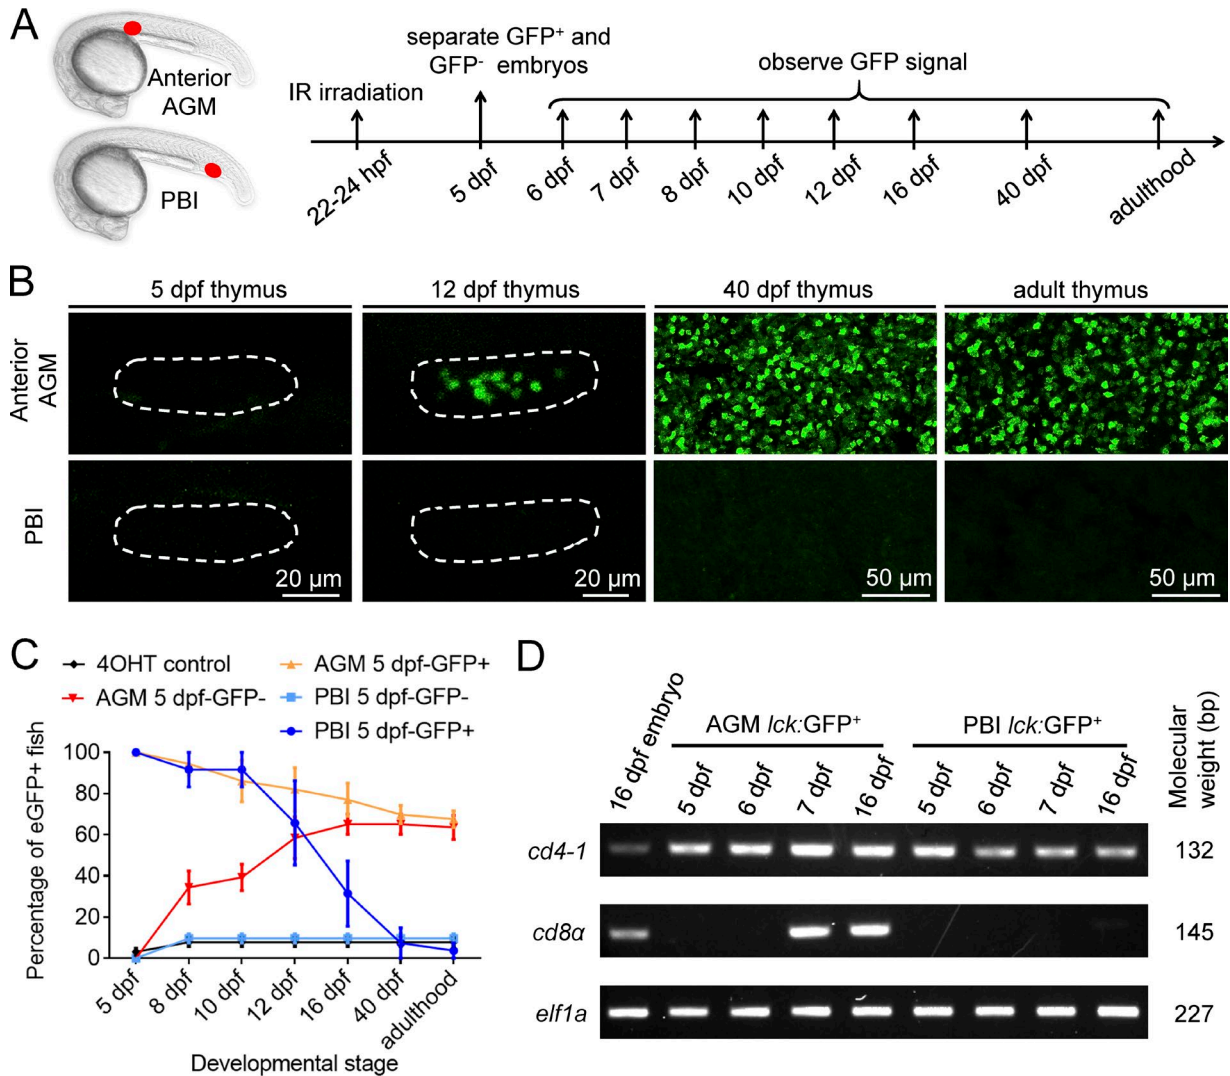 A
Anterior
AGM
PBI
separate GFP⁺ and
GFP⁻ embryos
IR irradiation
observe GFP signal
22-24 hpf
5 dpf
6 dpf
7 dpf
8 dpf
10 dpf
12 dpf
16 dpf
40 dpf
adulthood
B
5 dpf thymus
12 dpf thymus
40 dpf thymus
adult thymus
Anterior
AGM
PBI
20 µm
20 µm
50 µm
50 µm
C
4OHT control
AGM 5 dpf-GFP+
AGM 5 dpf-GFP-
PBI 5 dpf-GFP-
PBI 5 dpf-GFP+
Percentage of eGFP+ fish
100
80
60
40
20
0
5 dpf
8 dpf
10 dpf
12 dpf
16 dpf
40 dpf
adulthood
Developmental stage
D
16 dpf embryo
AGM lck:GFP⁺
PBI lck:GFP⁺
5 dpf
6 dpf
7 dpf
16 dpf
5 dpf
6 dpf
7 dpf
16 dpf
Molecular
weight (bp)
cd4-1
132
cd8α
145
elf1a
227